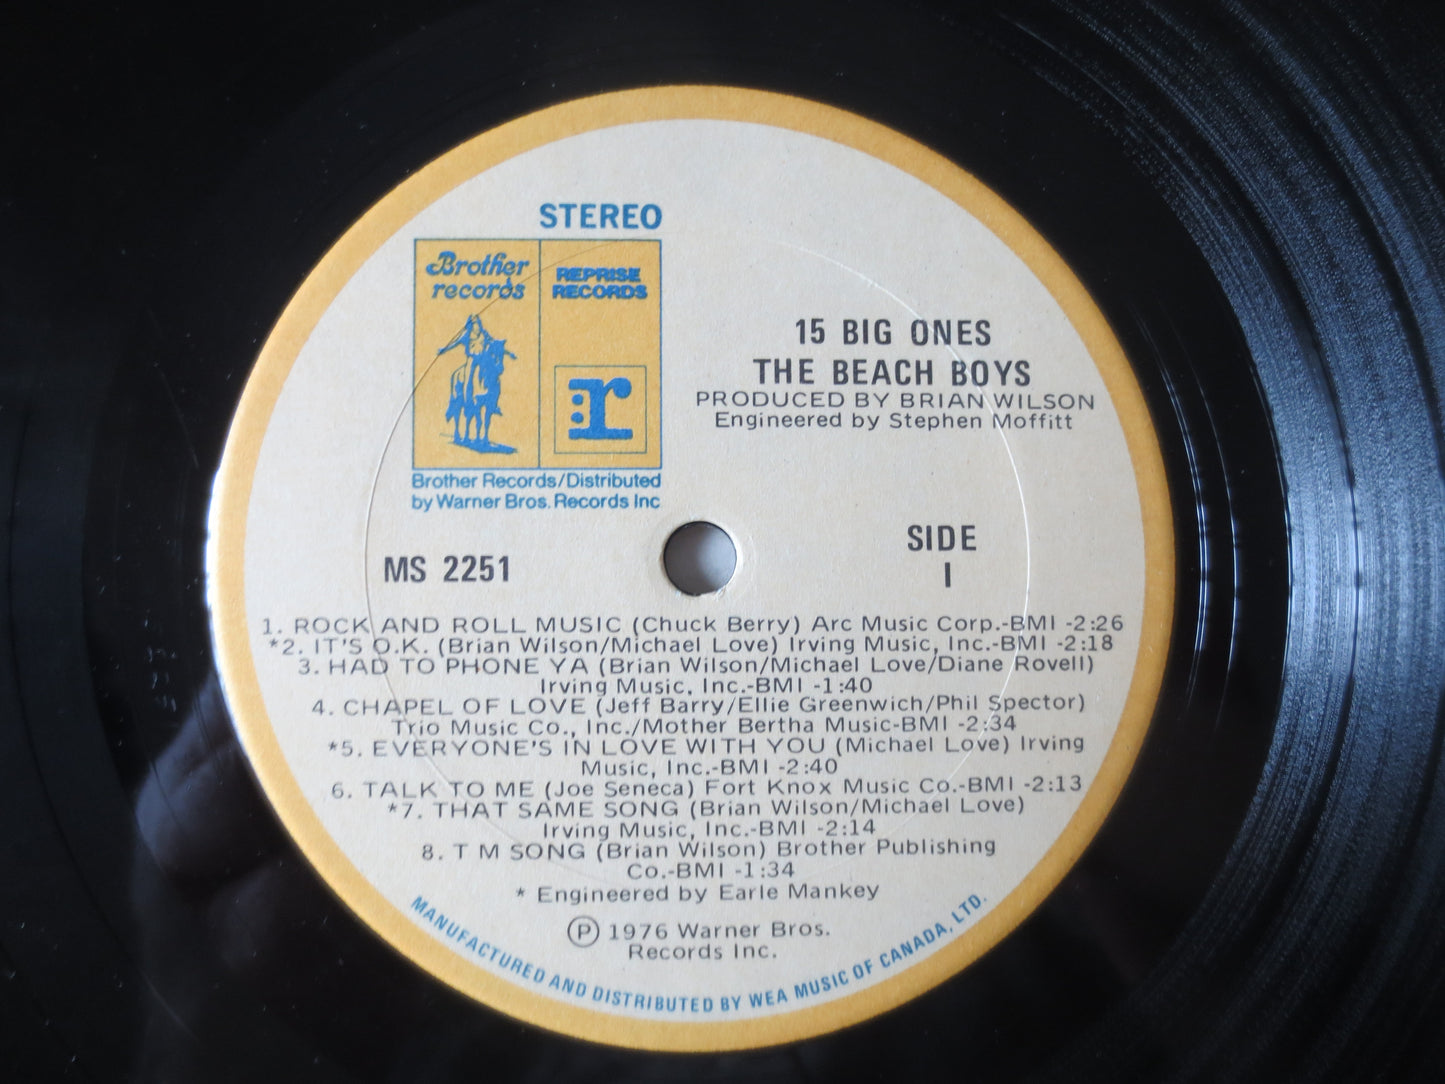 STEREO
Brother
records
REPRISE
RECORDS
r
Brother Records/Distributed
by Warner Bros. Records Inc
15 BIG ONES
THE BEACH BOYS
PRODUCED BY BRIAN WILSON
Engineered by Stephen Moffitt
MS 2251
SIDE
I
1. ROCK AND ROLL MUSIC (Chuck Berry) Arc Music Corp.-BMI -2:26
*2. IT'S O.K. (Brian Wilson/Michael Love) Irving Music, Inc.-BMI -2:18
3. HAD TO PHONE YA (Brian Wilson/Michael Love/Diane Rovell)
Irving Music, Inc.-BMI -1:40
4. CHAPEL OF LOVE (Jeff Barry/Ellie Greenwich/Phil Spector)
Trio Music Co., Inc./Mother Bertha Music-BMI -2:34
*5. EVERYONE'S IN LOVE WITH YOU (Michael Love) Irving
Music, Inc.-BMI -2:40
6. TALK TO ME (Joe Seneca) Fort Knox Music Co.-BMI -2:13
*7. THAT SAME SONG (Brian Wilson/Michael Love)
Irving Music, Inc.-BMI -2:14
8. T M SONG (Brian Wilson) Brother Publishing
Co.-BMI -1:34
* Engineered by Earle Mankey
Ⓟ 1976 Warner Bros.
Records Inc.
MANUFACTURED AND DISTRIBUTED BY WEA MUSIC OF CANADA, LTD.